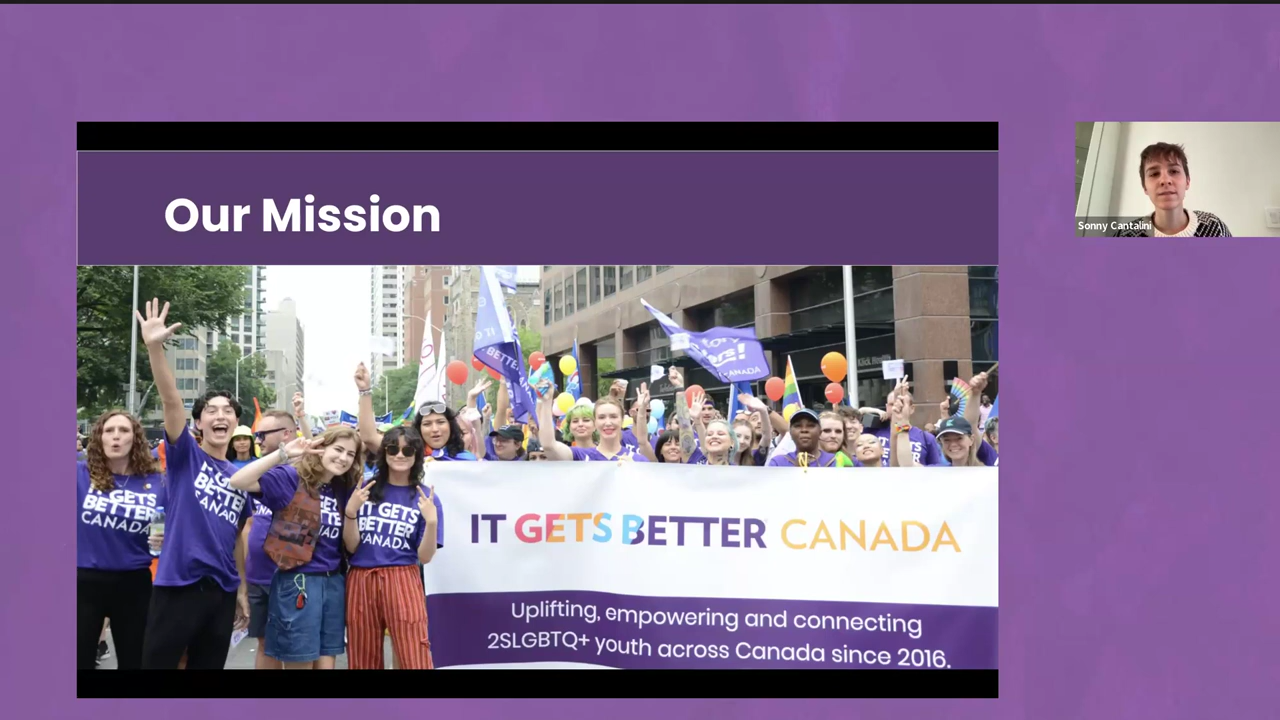 Our Mission
Sonny Cantalini
IT GETS
BETTER
CANADA
IT GETS
BETTER
CANADA
IT GETS
BETTER
CANADA
IT GETS BETTER CANADA
Uplifting, empowering and connecting
2SLGBTQ+ youth across Canada since 2016.